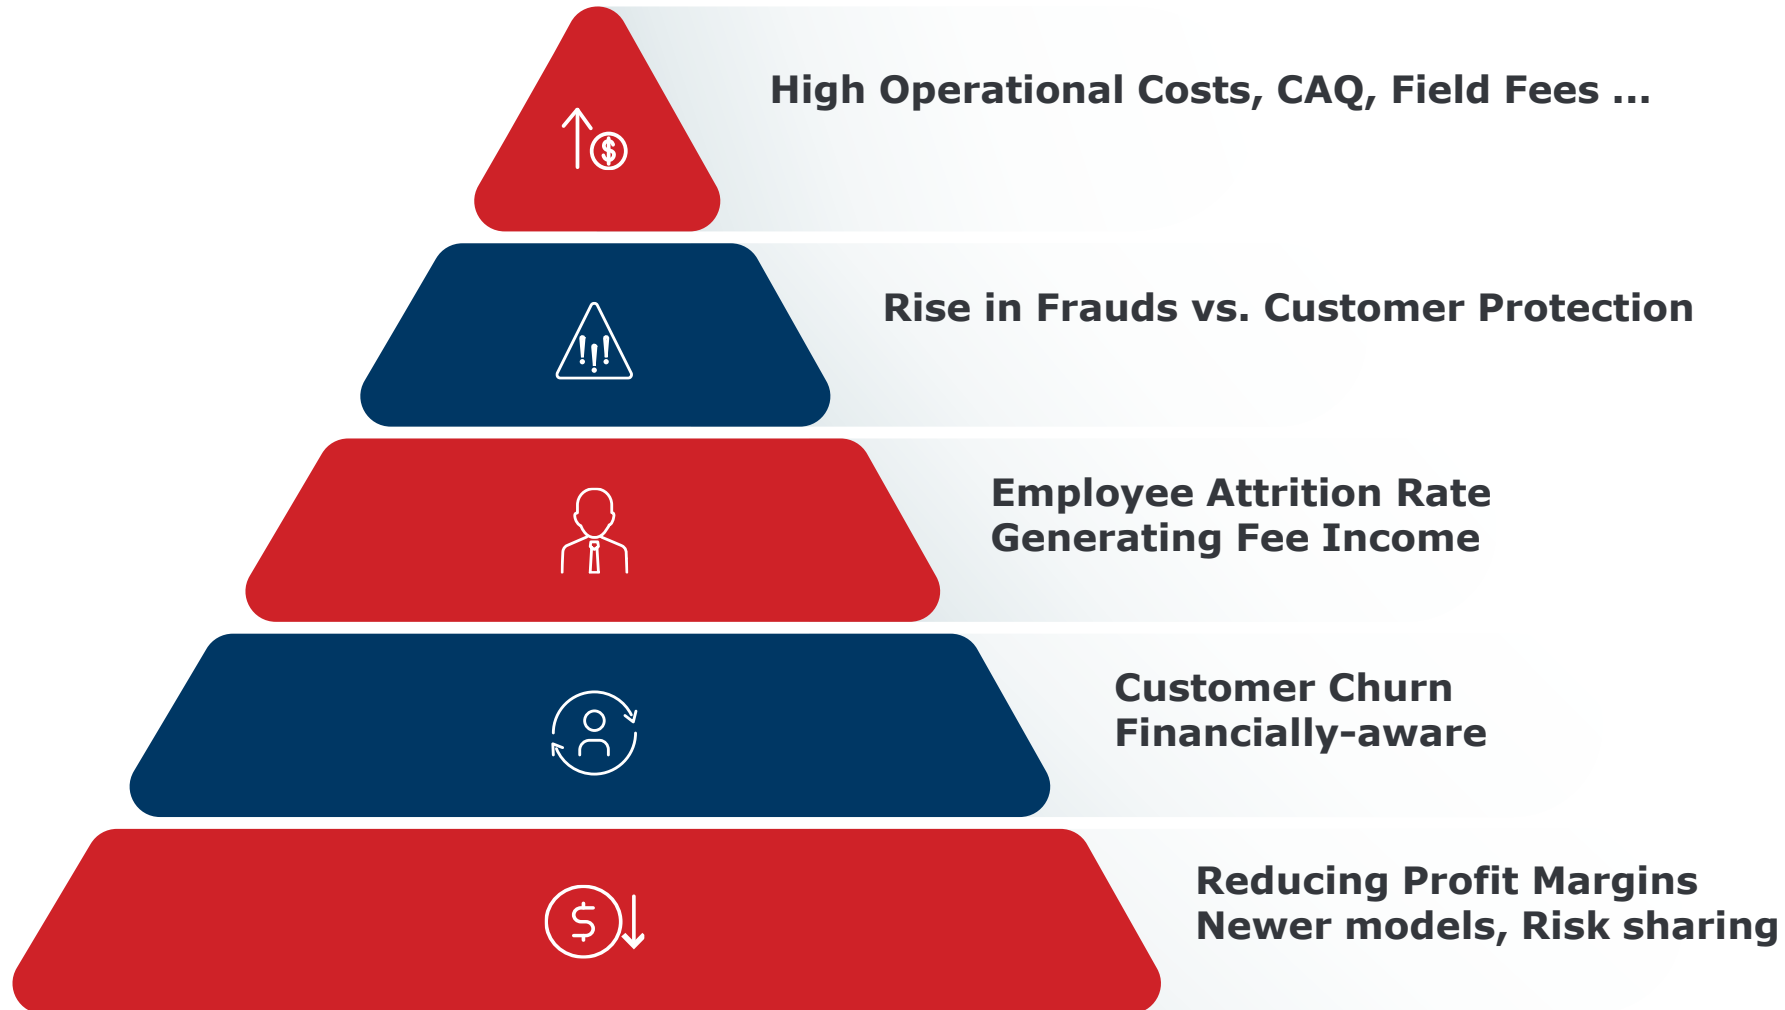 High Operational Costs, CAQ, Field Fees ...
Rise in Frauds vs. Customer Protection
Employee Attrition Rate
Generating Fee Income
Customer Churn
Financially-aware
Reducing Profit Margins
Newer models, Risk sharing